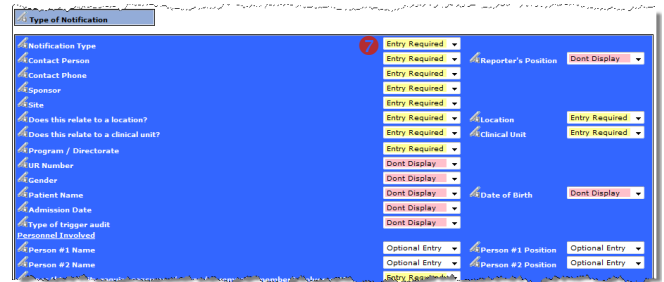 Type of Notification
Notification Type 7 Entry Required
Contact Person Entry Required Reporter's Position Dont Display
Contact Phone Entry Required
Sponsor Entry Required
Site Entry Required
Does this relate to a location? Entry Required Location Entry Required
Does this relate to a clinical unit? Entry Required Clinical Unit Entry Required
Program / Directorate Entry Required
UR Number Dont Display
Gender Dont Display
Patient Name Dont Display Date of Birth Dont Display
Admission Date Dont Display
Type of trigger audit Dont Display
Personnel Involved
Person #1 Name Optional Entry Person #1 Position Optional Entry
Person #2 Name Optional Entry Person #2 Position Optional Entry
Entry Required